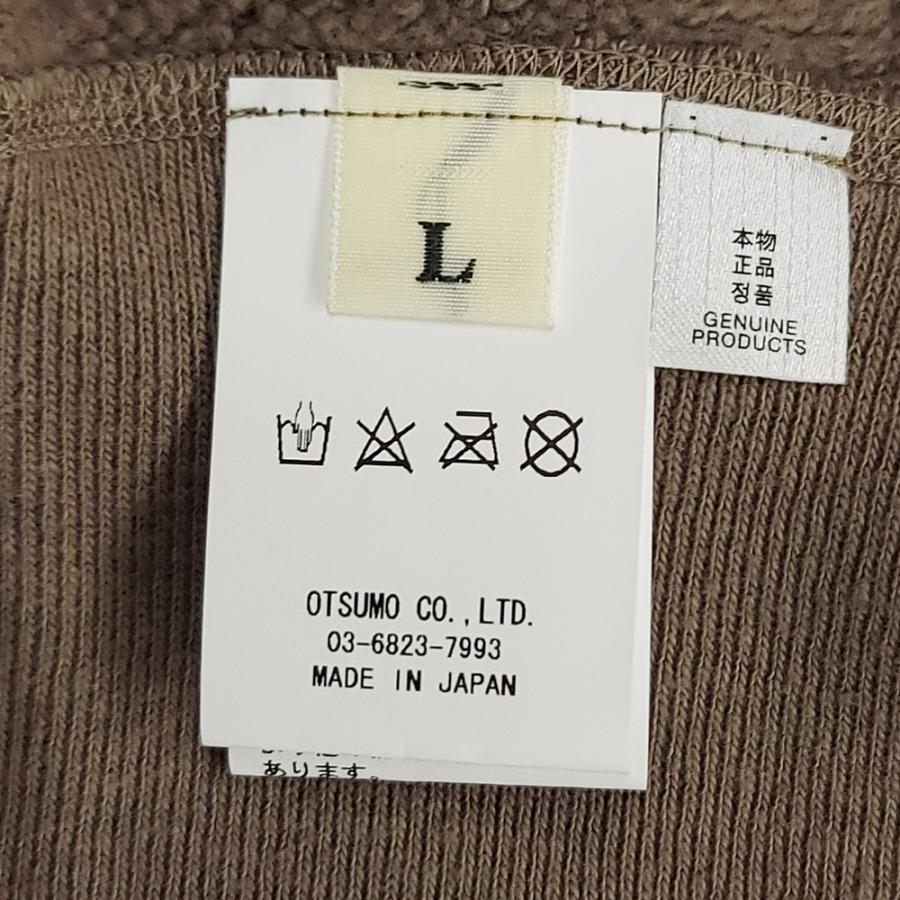 L
本物
正品
정품
GENUINE
PRODUCTS
OTSUMO CO.,LTD.
03-6823-7993
MADE IN JAPAN
あります。